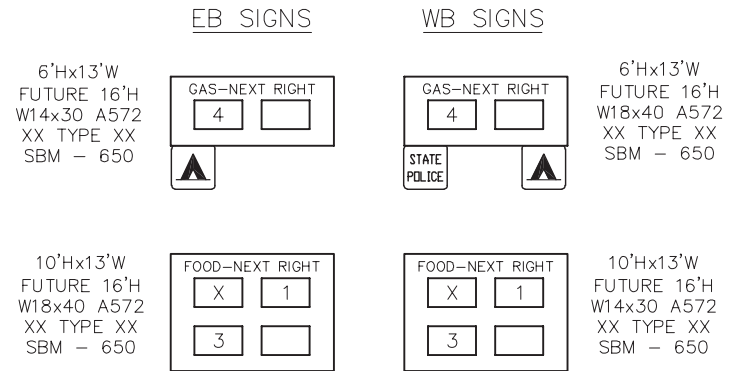 EB SIGNS
WB SIGNS
6'Hx13'W
FUTURE 16'H
W14x30 A572
XX TYPE XX
SBM – 650
GAS–NEXT RIGHT
4
GAS–NEXT RIGHT
4
STATE
POLICE
6'Hx13'W
FUTURE 16'H
W18x40 A572
XX TYPE XX
SBM – 650
10'Hx13'W
FUTURE 16'H
W18x40 A572
XX TYPE XX
SBM – 650
FOOD–NEXT RIGHT
X 1
3
FOOD–NEXT RIGHT
X 1
3
10'Hx13'W
FUTURE 16'H
W14x30 A572
XX TYPE XX
SBM – 650